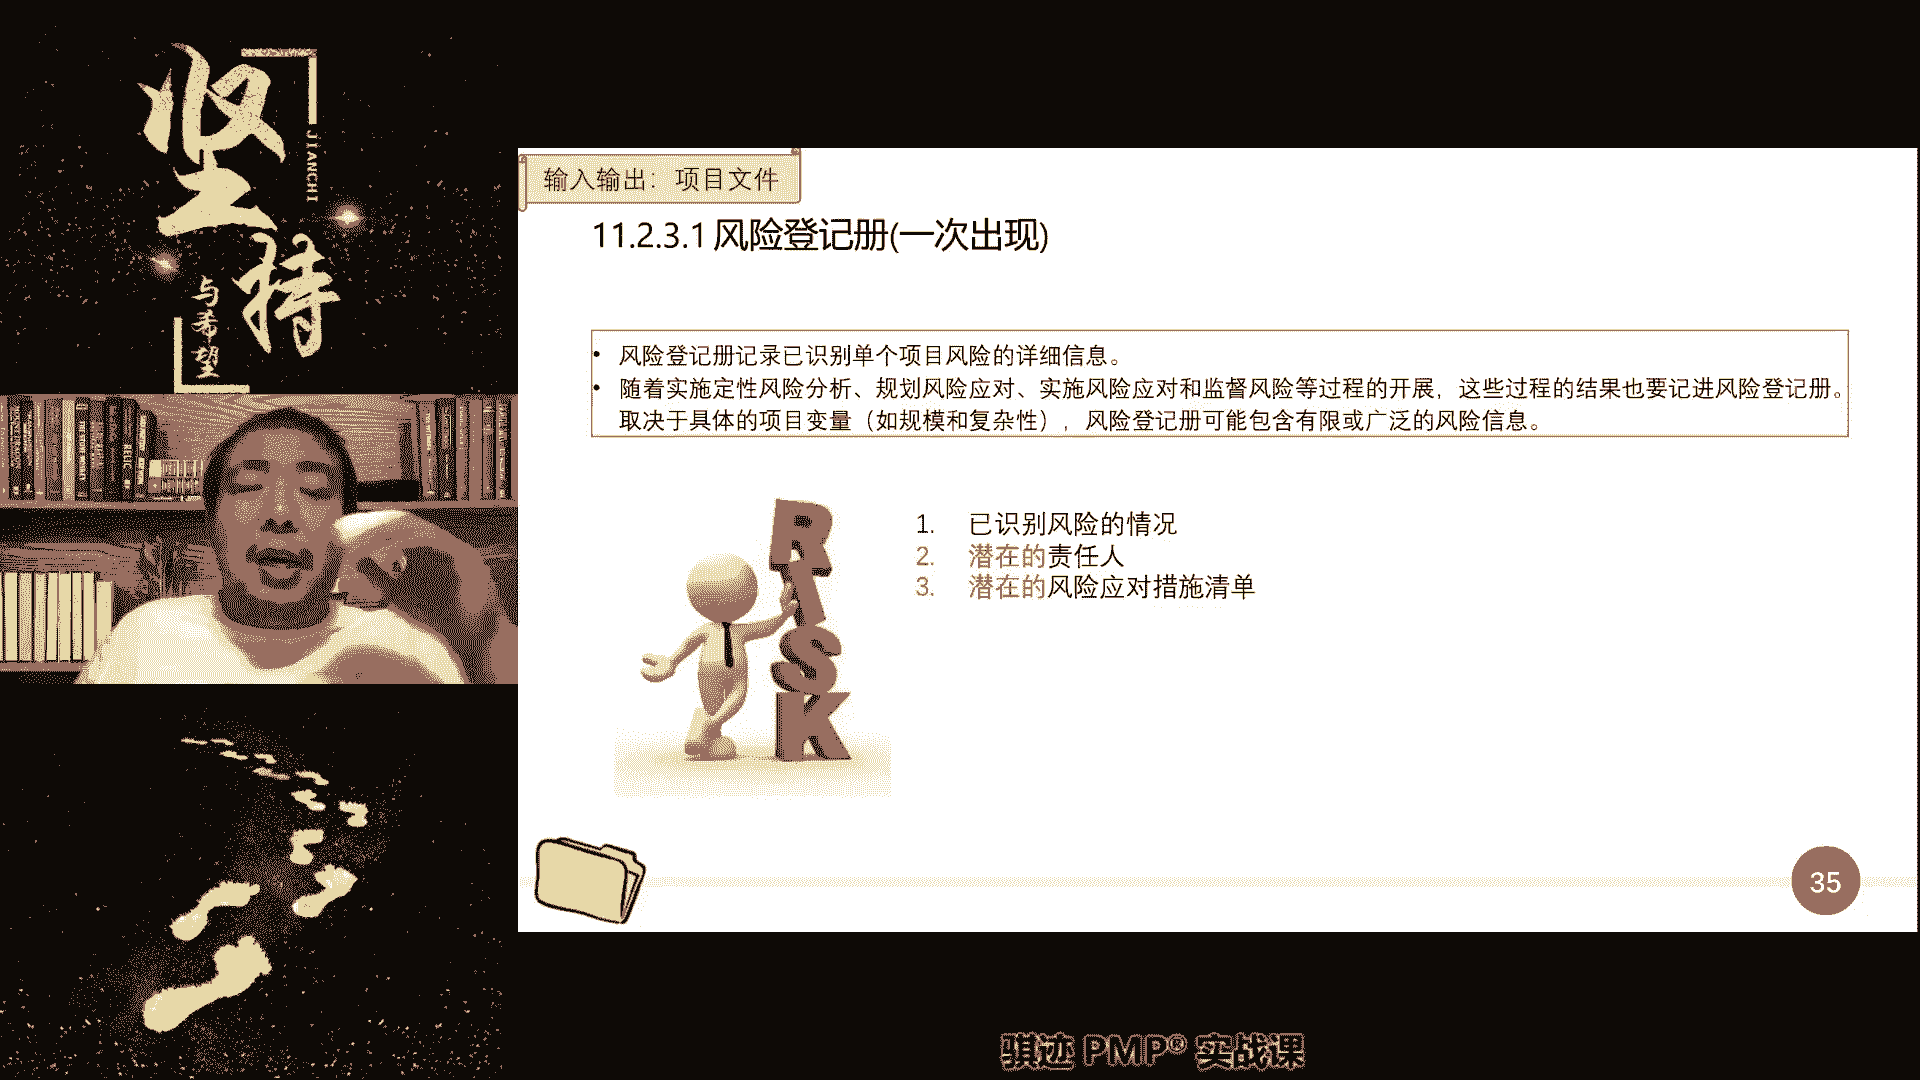 坚持
JIANCHI
与希望
输入输出：项目文件
11.2.3.1 风险登记册(一次出现)
• 风险登记册记录已识别单个项目风险的详细信息。
• 随着实施定性风险分析、规划风险应对、实施风险应对和监督风险等过程的开展，这些过程的结果也要记进风险登记册。
取决于具体的项目变量（如规模和复杂性），风险登记册可能包含有限或广泛的风险信息。
RISK
1. 已识别风险的情况
2. 潜在的责任人
3. 潜在的风险应对措施清单
35
骐迹 PMP® 实战课